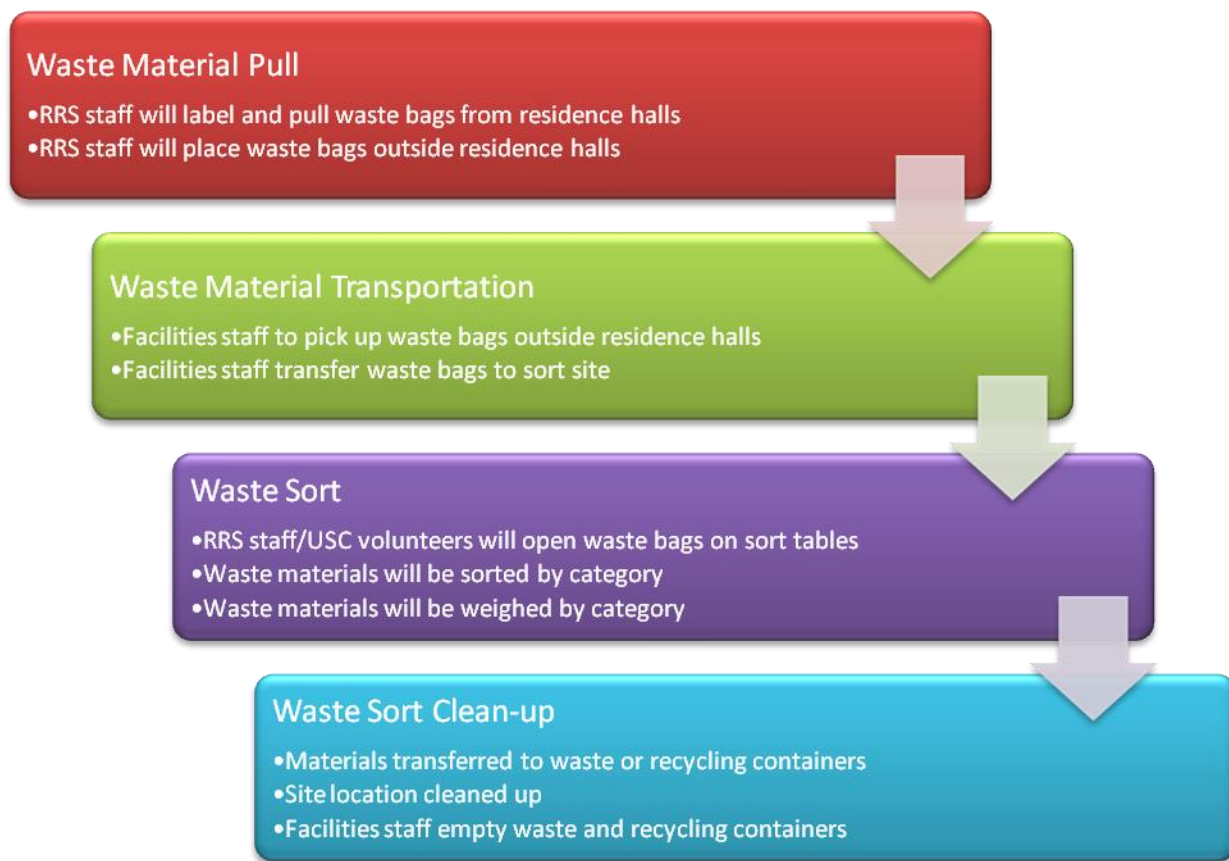 Waste Material Pull
•RRS staff will label and pull waste bags from residence halls
•RRS staff will place waste bags outside residence halls
Waste Material Transportation
•Facilities staff to pick up waste bags outside residence halls
•Facilities staff transfer waste bags to sort site
Waste Sort
•RRS staff/USC volunteers will open waste bags on sort tables
•Waste materials will be sorted by category
•Waste materials will be weighed by category
Waste Sort Clean-up
•Materials transferred to waste or recycling containers
•Site location cleaned up
•Facilities staff empty waste and recycling containers